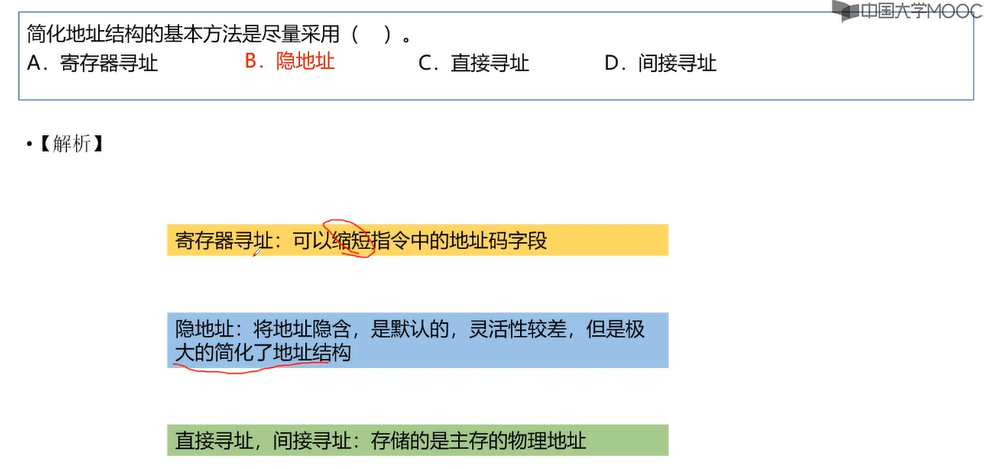 中国大学MOOC
简化地址结构的基本方法是尽量采用（　）。
A．寄存器寻址　B．隐地址　C．直接寻址　D．间接寻址
•【解析】
寄存器寻址：可以缩短指令中的地址码字段
隐地址：将地址隐含，是默认的，灵活性较差，但是极
大的简化了地址结构
直接寻址，间接寻址：存储的是主存的物理地址